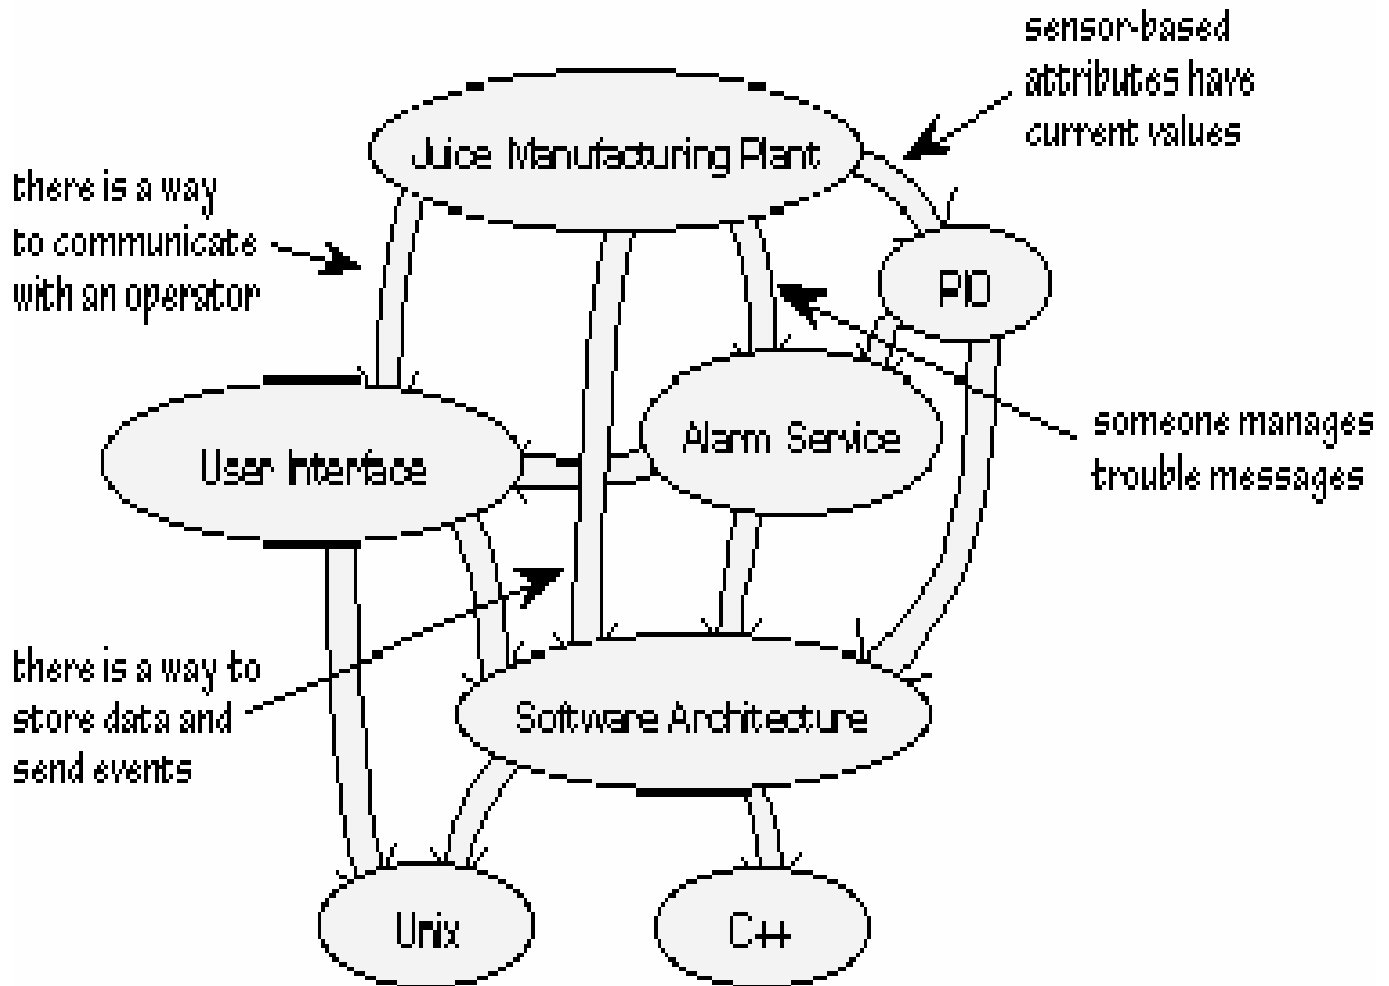 sensor-based
attributes have
current values
Juice Manufacturing Plant
there is a way
to communicate
with an operator
PIO
someone manages
trouble messages
Alarm Service
User Interface
there is a way to
store data and
send events
Software Architecture
Unix
C++